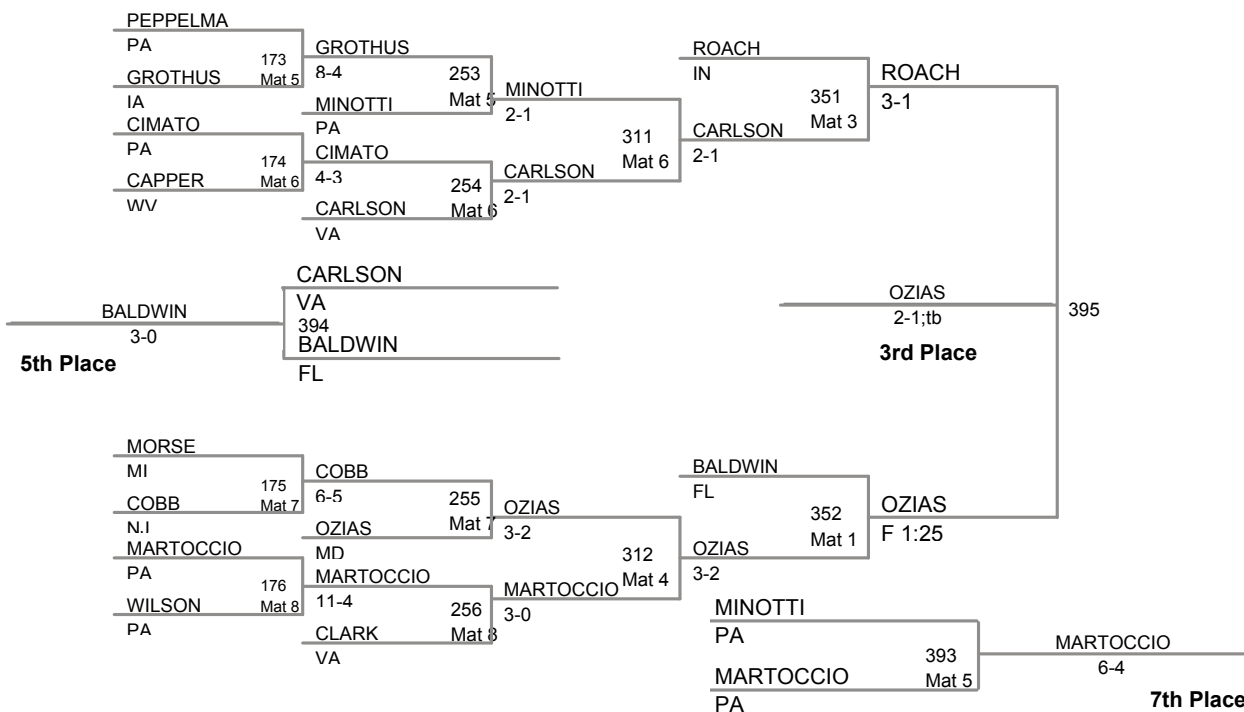 PEPPELMA
PA
173
Mat 5
GROTHUS
IA
GROTHUS
8-4
253
Mat 5
MINOTTI
PA
MINOTTI
2-1
CIMATO
PA
174
Mat 6
CAPPER
WV
CIMATO
4-3
254
Mat 6
CARLSON
VA
CARLSON
2-1
311
Mat 6
ROACH
IN
CARLSON
2-1
351
Mat 3
ROACH
3-1
CARLSON
VA
394
BALDWIN
FL
BALDWIN
3-0
5th Place
OZIAS
2-1;tb
3rd Place
395
MORSE
MI
175
Mat 7
COBB
NJ
COBB
6-5
255
Mat 7
OZIAS
MD
OZIAS
3-2
MARTOCCIO
PA
176
Mat 8
WILSON
PA
MARTOCCIO
11-4
256
Mat 8
CLARK
VA
MARTOCCIO
3-0
312
Mat 4
BALDWIN
FL
OZIAS
3-2
352
Mat 1
OZIAS
F 1:25
MINOTTI
PA
393
Mat 5
MARTOCCIO
PA
MARTOCCIO
6-4
7th Place